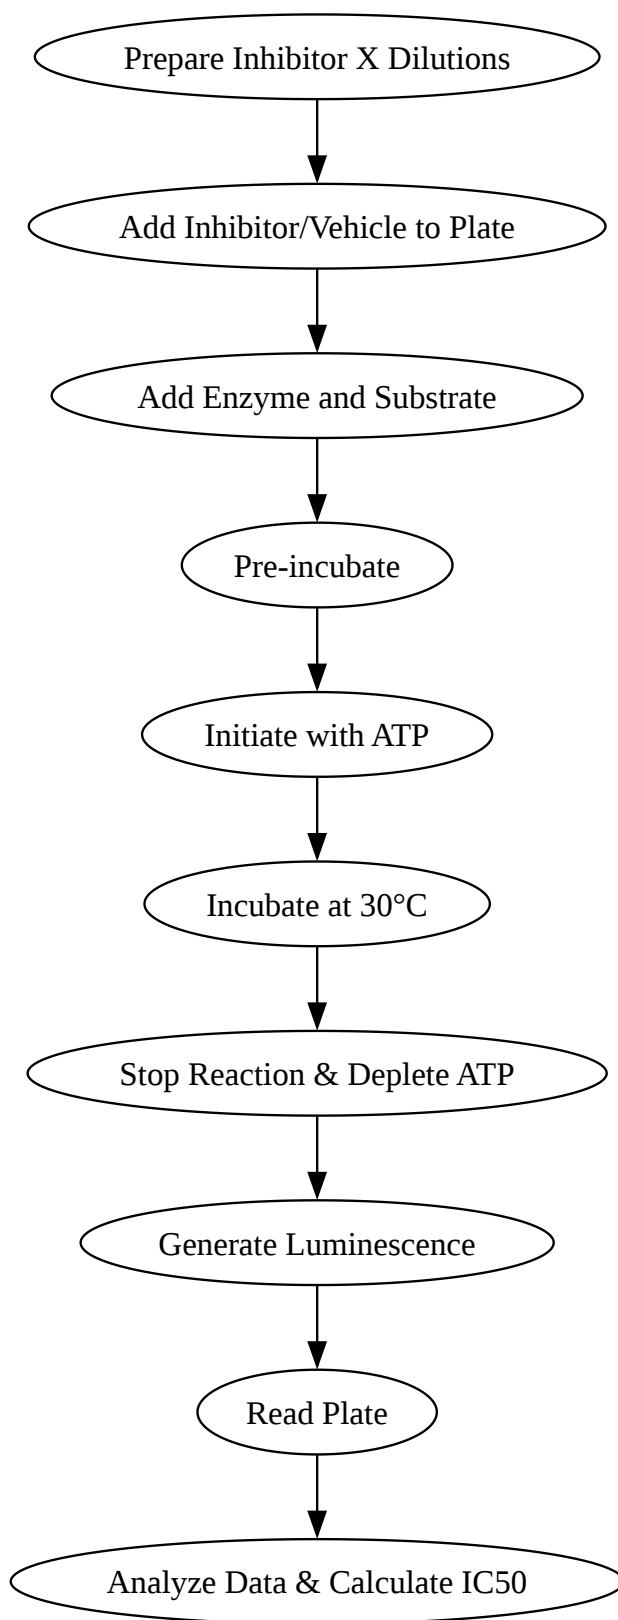 Prepare Inhibitor X Dilutions
Add Inhibitor/Vehicle to Plate
Add Enzyme and Substrate
Pre-incubate
Initiate with ATP
Incubate at 30°C
Stop Reaction & Deplete ATP
Generate Luminescence
Read Plate
Analyze Data & Calculate IC50